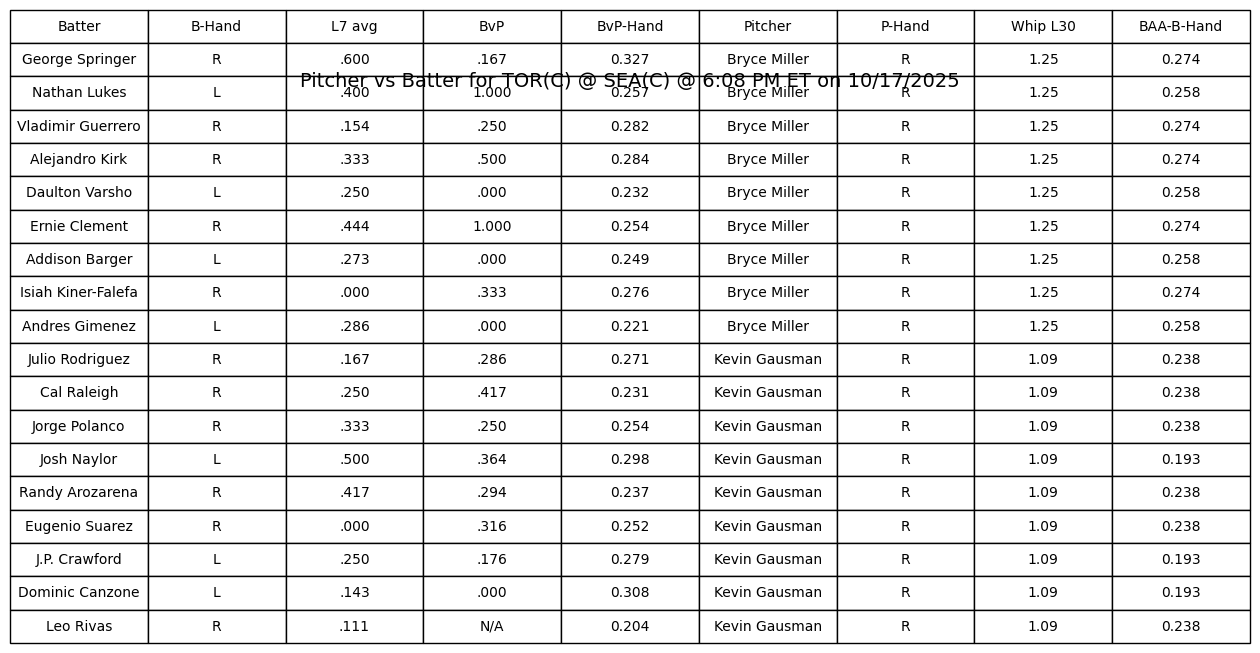 Batter B-Hand L7 avg BvP BvP-Hand Pitcher P-Hand Whip L30 BAA-B-Hand
George Springer R .600 .167 0.327 Bryce Miller R 1.25 0.274
Pitcher vs Batter for TOR(C) @ SEA(C) @ 6:08 PM ET on 10/17/2025
Nathan Lukes L .400 1.000 0.257 Bryce Miller R 1.25 0.258
Vladimir Guerrero R .154 .250 0.282 Bryce Miller R 1.25 0.274
Alejandro Kirk R .333 .500 0.284 Bryce Miller R 1.25 0.274
Daulton Varsho L .250 .000 0.232 Bryce Miller R 1.25 0.258
Ernie Clement R .444 1.000 0.254 Bryce Miller R 1.25 0.274
Addison Barger L .273 .000 0.249 Bryce Miller R 1.25 0.258
Isiah Kiner-Falefa R .000 .333 0.276 Bryce Miller R 1.25 0.274
Andres Gimenez L .286 .000 0.221 Bryce Miller R 1.25 0.258
Julio Rodriguez R .167 .286 0.271 Kevin Gausman R 1.09 0.238
Cal Raleigh R .250 .417 0.231 Kevin Gausman R 1.09 0.238
Jorge Polanco R .333 .250 0.254 Kevin Gausman R 1.09 0.238
Josh Naylor L .500 .364 0.298 Kevin Gausman R 1.09 0.193
Randy Arozarena R .417 .294 0.237 Kevin Gausman R 1.09 0.238
Eugenio Suarez R .000 .316 0.252 Kevin Gausman R 1.09 0.238
J.P. Crawford L .250 .176 0.279 Kevin Gausman R 1.09 0.193
Dominic Canzone L .143 .000 0.308 Kevin Gausman R 1.09 0.193
Leo Rivas R .111 N/A 0.204 Kevin Gausman R 1.09 0.238